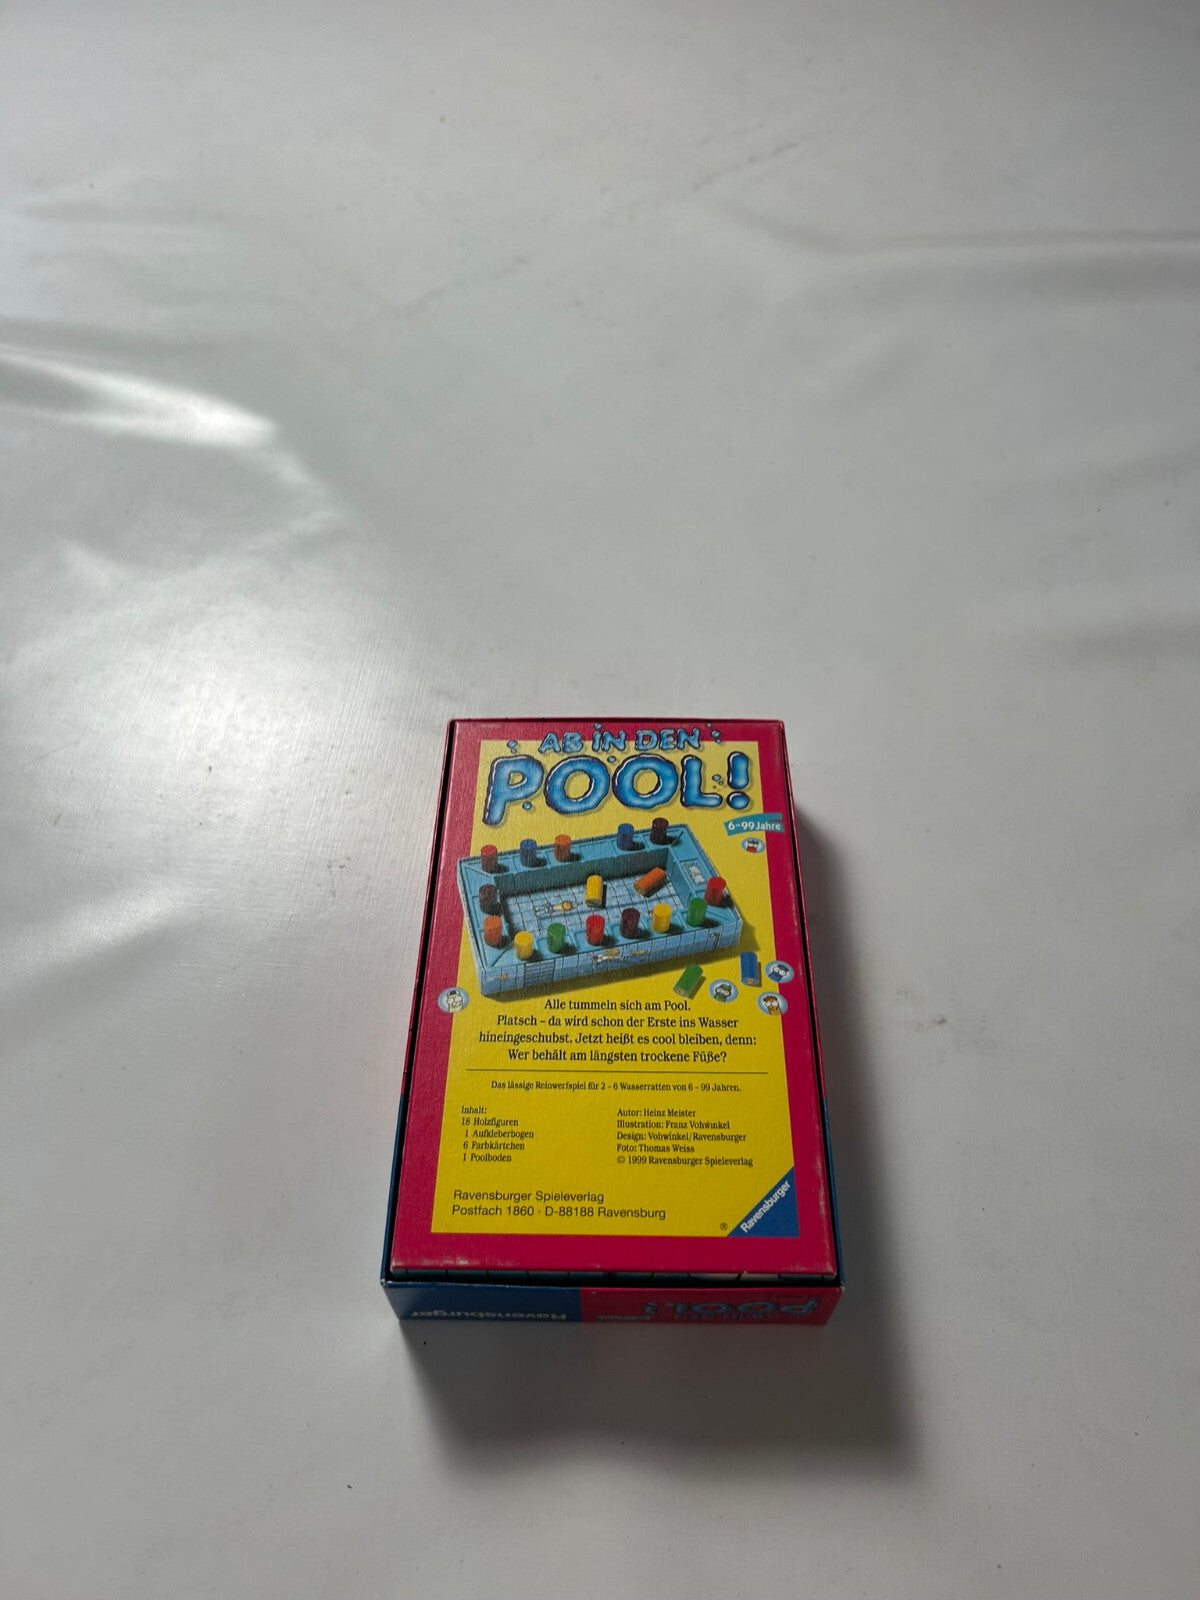 AB IN DEN
POOL!
6-99 Jahre
Alle tummeln sich am Pool.
Platsch – da wird schon der Erste ins Wasser
hineingeschubst. Jetzt heißt es cool bleiben, denn:
Wer behält am längsten trockene Füße?
Das lässige Reinwerfspiel für 2 – 6 Wasserratten von 6 – 99 Jahren.
Inhalt:
18 Holzfiguren
1 Aufkleberbogen
6 Farbkärtchen
1 Poolboden
Autor: Heinz Meister
Illustration: Franz Vohwinkel
Design: Vohwinkel/Ravensburger
Foto: Thomas Weiss
© 1999 Ravensburger Spieleverlag
Ravensburger Spieleverlag
Postfach 1860 · D-88188 Ravensburg
®
Ravensburger
Ravensburger
POOL!